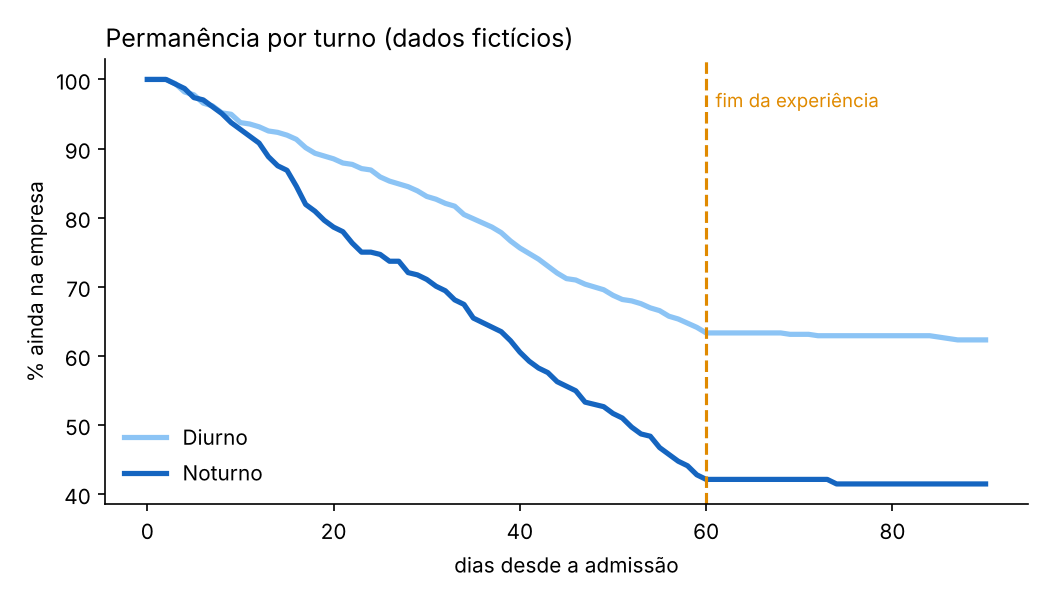 Permanência por turno (dados fictícios)
fim da experiência
% ainda na empresa
100
90
80
70
60
50
40
Diurno
Noturno
0 20 40 60 80
dias desde a admissão